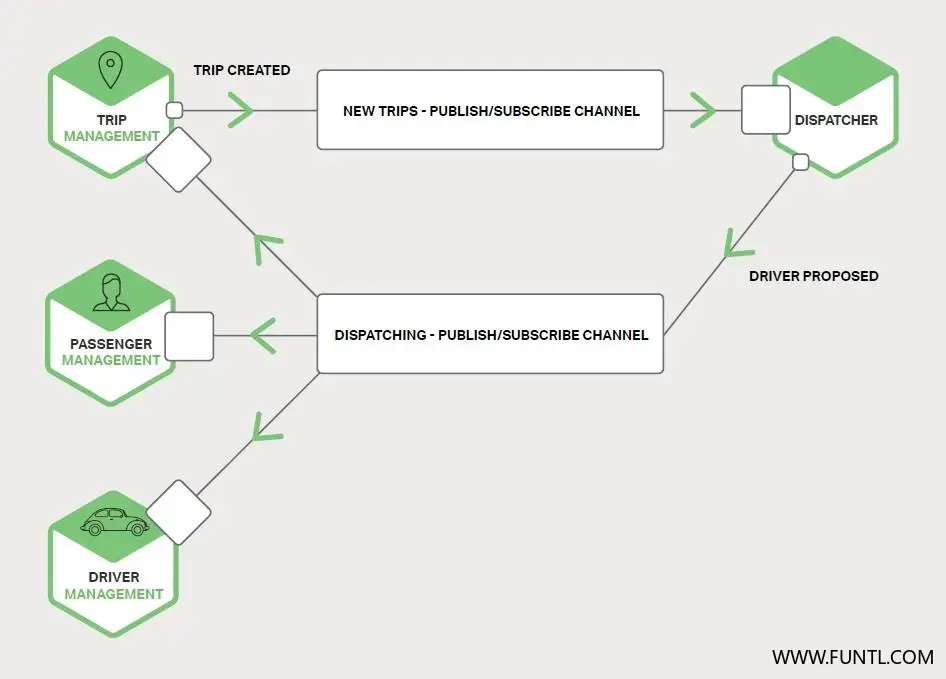 TRIP CREATED
TRIP
MANAGEMENT
NEW TRIPS - PUBLISH/SUBSCRIBE CHANNEL
DISPATCHER
DRIVER PROPOSED
PASSENGER
MANAGEMENT
DISPATCHING - PUBLISH/SUBSCRIBE CHANNEL
DRIVER
MANAGEMENT
WWW.FUNTL.COM